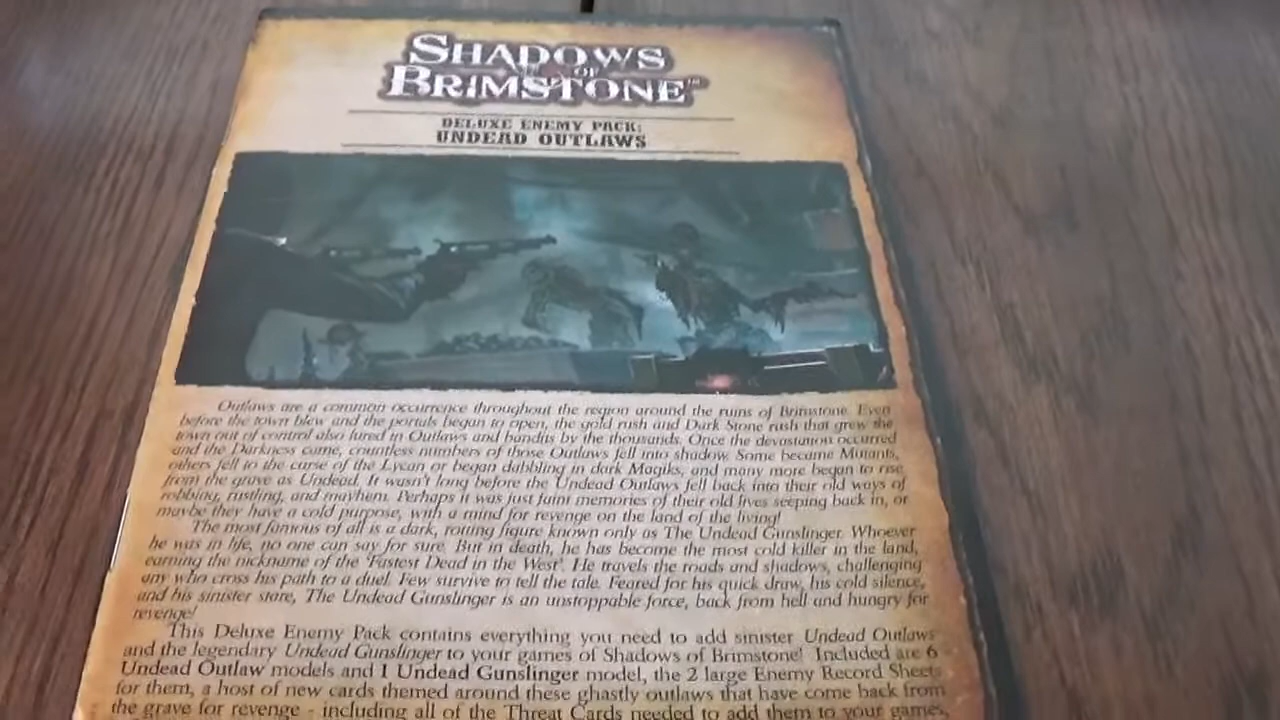 SHADOWS
OF
BRIMSTONE™
DELUXE ENEMY PACK:
UNDEAD OUTLAWS
Outlaws are a common occurrence throughout the region around the ruins of Brimstone. Even
before the town blew and the portals began to open, the gold rush and Dark Stone rush that grew the
town out of control also lured in Outlaws and bandits by the thousands. Once the devastation occurred
and the Darkness came, countless numbers of those Outlaws fell into shadow. Some became Mutants,
others fell to the curse of the Lycan or began dabbling in dark Magiks, and many more began to rise
from the grave as Undead. It wasn't long before the Undead Outlaws fell back into their old ways of
robbing, rustling, and mayhem. Perhaps it was just faint memories of their old lives seeping back in, or
maybe they have a cold purpose, with a mind for revenge on the land of the living!
The most famous of all is a dark, rotting figure known only as The Undead Gunslinger. Whoever
he was in life, no one can say for sure. But in death, he has become the most cold killer in the land,
earning the nickname of the 'Fastest Dead in the West'. He travels the roads and shadows, challenging
any who cross his path to a duel. Few survive to tell the tale. Feared for his quick draw, his cold silence,
and his sinister stare, The Undead Gunslinger is an unstoppable force, back from hell and hungry for
revenge!
This Deluxe Enemy Pack contains everything you need to add sinister Undead Outlaws
and the legendary Undead Gunslinger to your games of Shadows of Brimstone! Included are 6
Undead Outlaw models and 1 Undead Gunslinger model, the 2 large Enemy Record Sheets
for them, a host of new cards themed around these ghastly outlaws that have come back from
the grave for revenge - including all of the Threat Cards needed to add them to your games,